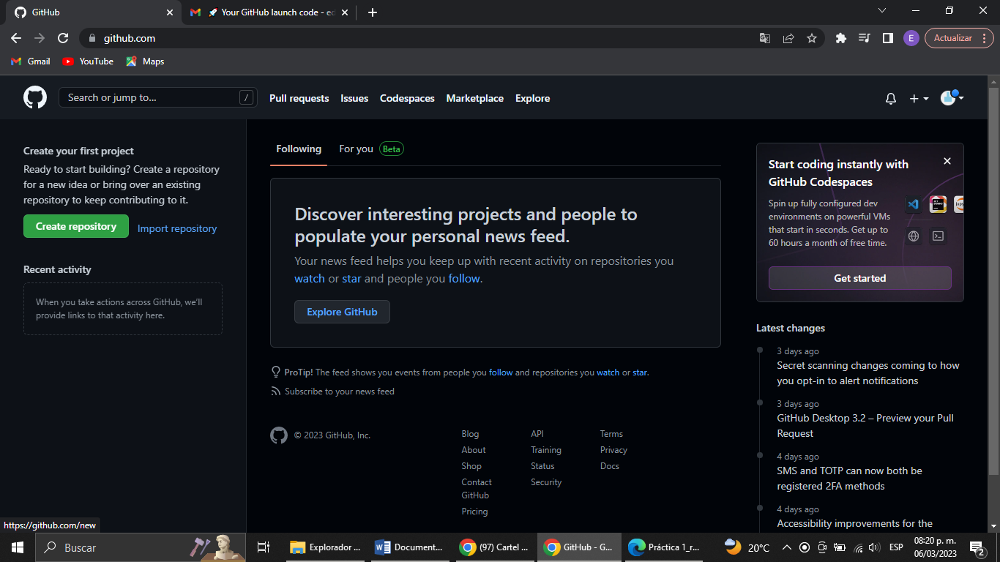 GitHub
🚀 Your GitHub launch code - ed
github.com
E
Actualizar
Gmail
YouTube
Maps
Search or jump to...
/
Pull requests
Issues
Codespaces
Marketplace
Explore
Create your first project
Ready to start building? Create a repository
for a new idea or bring over an existing
repository to keep contributing to it.
Create repository
Import repository
Recent activity
When you take actions across GitHub, we'll
provide links to that activity here.
Following
For you
Beta
Discover interesting projects and people to
populate your personal news feed.
Your news feed helps you keep up with recent activity on repositories you
watch or star and people you follow.
Explore GitHub
ProTip! The feed shows you events from people you follow and repositories you watch or star.
Subscribe to your news feed
© 2023 GitHub, Inc.
Blog
About
Shop
Contact
GitHub
Pricing
API
Training
Status
Security
Terms
Privacy
Docs
Start coding instantly with
GitHub Codespaces
Spin up fully configured dev
environments on powerful VMs
that start in seconds. Get up to
60 hours a month of free time.
Get started
Latest changes
3 days ago
Secret scanning changes coming to how
you opt-in to alert notifications
3 days ago
GitHub Desktop 3.2 – Preview your Pull
Request
4 days ago
SMS and TOTP can now both be
registered 2FA methods
4 days ago
Accessibility improvements for the
https://github.com/new
Buscar
Explorador ...
Document...
(97) Cartel ...
GitHub - G...
Práctica 1_r...
20°C
ESP
08:20 p. m.
06/03/2023
2